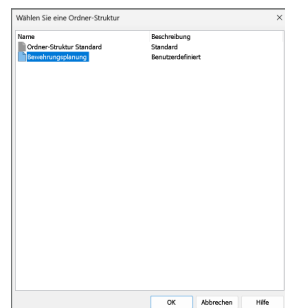 Wählen Sie eine Ordner-Struktur
Name Beschreibung
Ordner-Struktur Standard Standard
Bewehrungsplanung Benutzerdefiniert
OK Abbrechen Hilfe